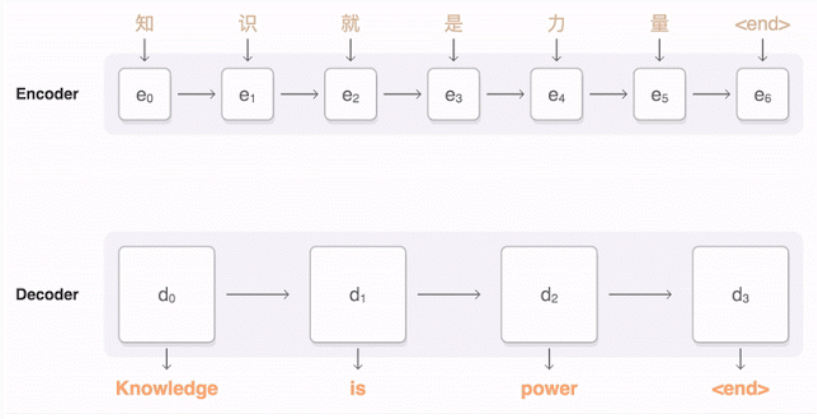 知 识 就 是 力 量 <end>
Encoder e₀ e₁ e₂ e₃ e₄ e₅ e₆
Decoder d₀ d₁ d₂ d₃
Knowledge is power <end>